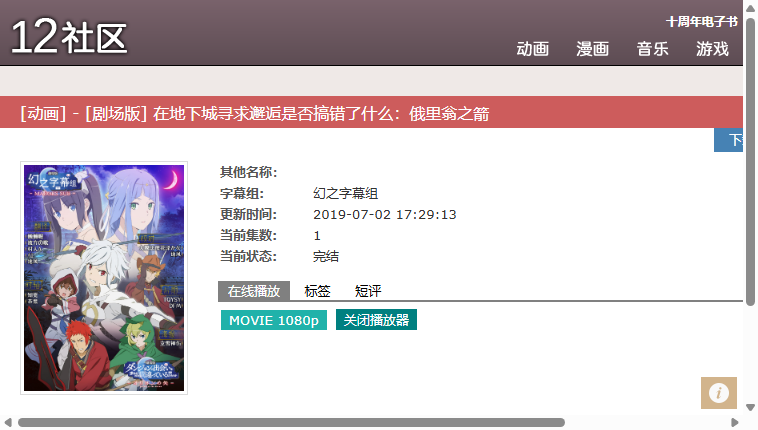 十周年电子书
12社区
动画 漫画 音乐 游戏
[动画] - [剧场版] 在地下城寻求邂逅是否搞错了什么：俄里翁之箭
其他名称:
字幕组: 幻之字幕组
更新时间: 2019-07-02 17:29:13
当前集数: 1
当前状态: 完结
在线播放 标签 短评
MOVIE 1080p 关闭播放器
幻之字幕组